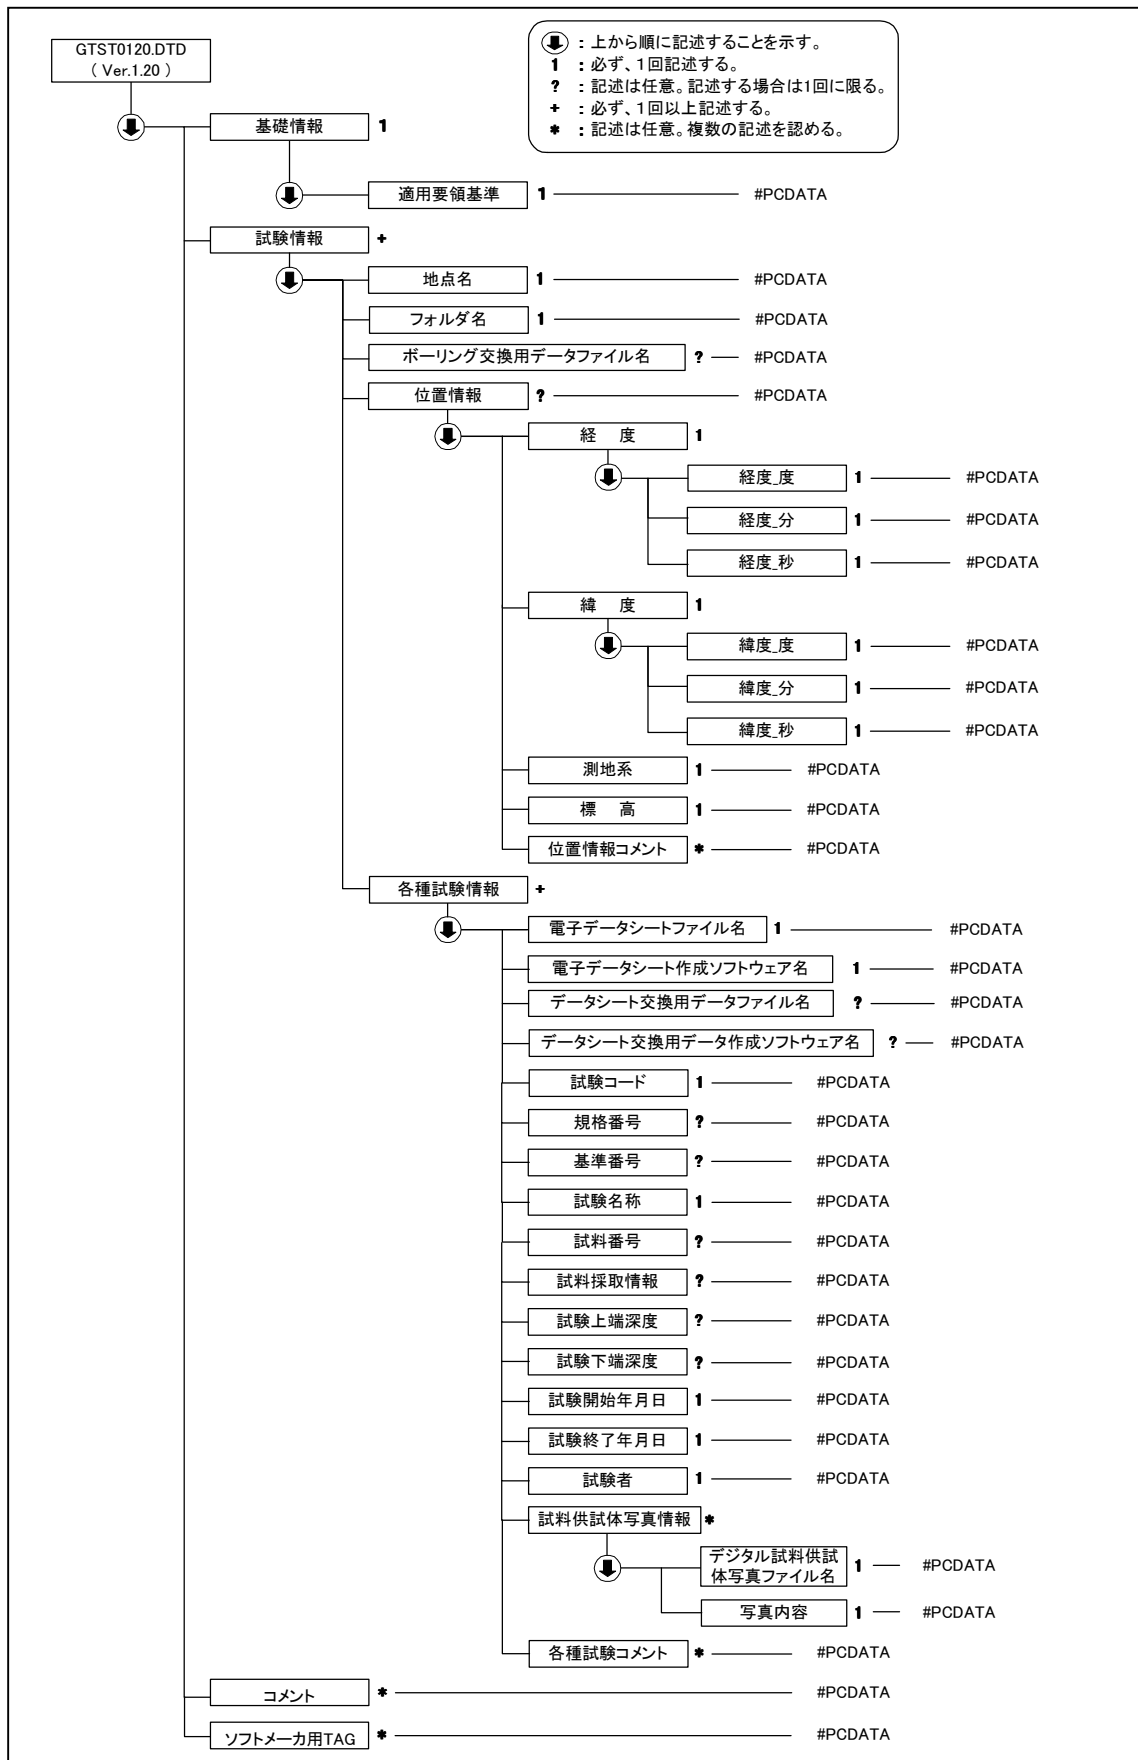 GTST0120.DTD
( Ver.1.20 )
: 上から順に記述することを示す。
1 : 必ず、1回記述する。
? : 記述は任意。記述する場合は1回に限る。
+ : 必ず、1回以上記述する。
* : 記述は任意。複数の記述を認める。
基礎情報 1
適用要領基準 1 #PCDATA
試験情報 +
地点名 1 #PCDATA
フォルダ名 1 #PCDATA
ボーリング交換用データファイル名 ? #PCDATA
位置情報 ? #PCDATA
経 度 1
経度_度 1 #PCDATA
経度_分 1 #PCDATA
経度_秒 1 #PCDATA
緯 度 1
緯度_度 1 #PCDATA
緯度_分 1 #PCDATA
緯度_秒 1 #PCDATA
測地系 1 #PCDATA
標 高 1 #PCDATA
位置情報コメント * #PCDATA
各種試験情報 +
電子データシートファイル名 1 #PCDATA
電子データシート作成ソフトウェア名 1 #PCDATA
データシート交換用データファイル名 ? #PCDATA
データシート交換用データ作成ソフトウェア名 ? #PCDATA
試験コード 1 #PCDATA
規格番号 ? #PCDATA
基準番号 ? #PCDATA
試験名称 1 #PCDATA
試料番号 ? #PCDATA
試料採取情報 ? #PCDATA
試験上端深度 ? #PCDATA
試験下端深度 ? #PCDATA
試験開始年月日 1 #PCDATA
試験終了年月日 1 #PCDATA
試験者 1 #PCDATA
試料供試体写真情報 *
デジタル試料供試
体写真ファイル名 1 #PCDATA
写真内容 1 #PCDATA
各種試験コメント * #PCDATA
コメント * #PCDATA
ソフトメーカ用TAG * #PCDATA